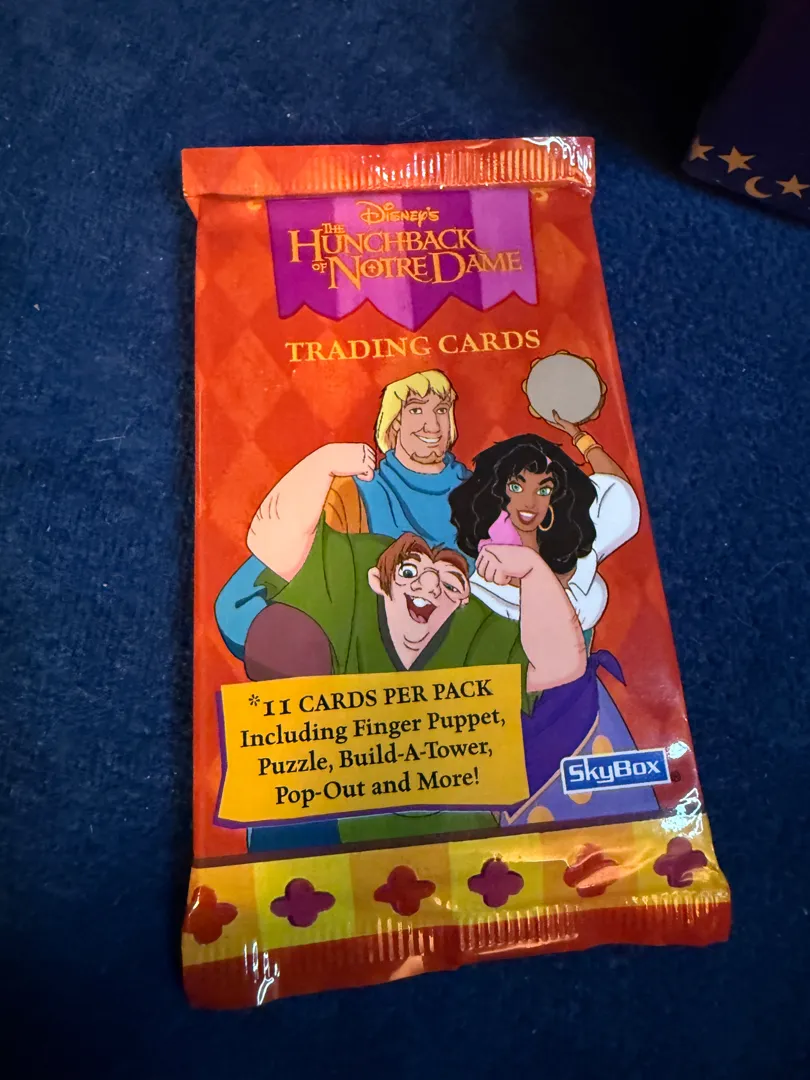 Disney's
THE
HUNCHBACK
OF NOTRE DAME
TRADING CARDS
*11 CARDS PER PACK
Including Finger Puppet,
Puzzle, Build-A-Tower,
Pop-Out and More!
SkyBox
®